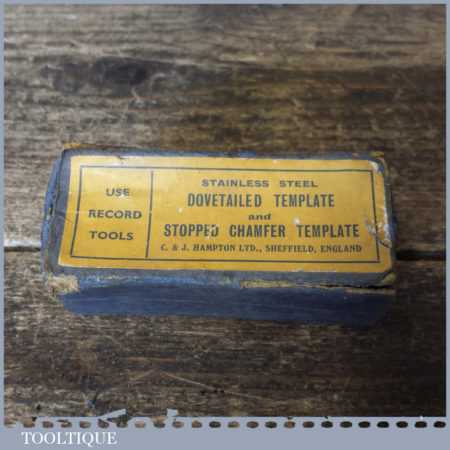 USE
RECORD
TOOLS
STAINLESS STEEL
DOVETAILED TEMPLATE
and
STOPPED CHAMFER TEMPLATE
C. & J. HAMPTON LTD., SHEFFIELD, ENGLAND
TOOLTIQUE